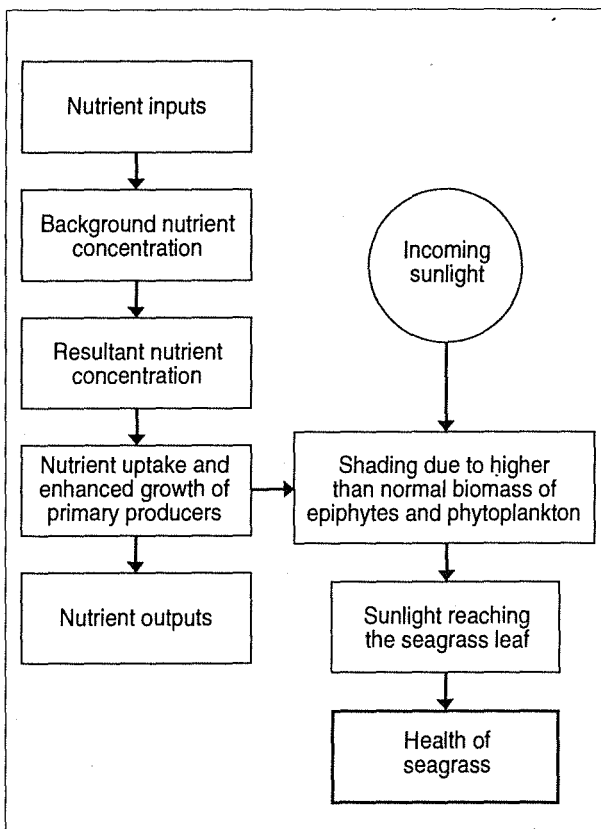 Nutrient inputs
Background nutrient
concentration
Resultant nutrient
concentration
Nutrient uptake and
enhanced growth of
primary producers
Nutrient outputs
Incoming
sunlight
Shading due to higher
than normal biomass of
epiphytes and phytoplankton
Sunlight reaching
the seagrass leaf
Health of
seagrass